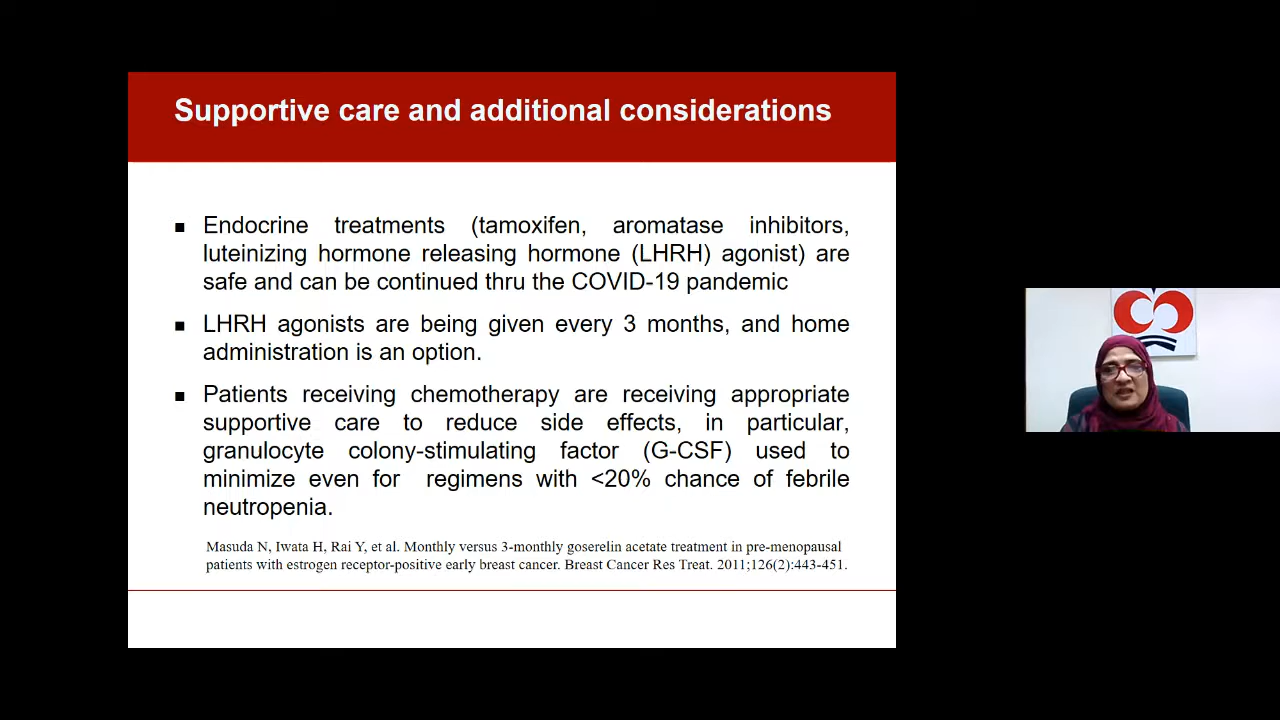 Supportive care and additional considerations
Endocrine treatments (tamoxifen, aromatase inhibitors,
luteinizing hormone releasing hormone (LHRH) agonist) are
safe and can be continued thru the COVID-19 pandemic
LHRH agonists are being given every 3 months, and home
administration is an option.
Patients receiving chemotherapy are receiving appropriate
supportive care to reduce side effects, in particular,
granulocyte colony-stimulating factor (G-CSF) used to
minimize even for regimens with <20% chance of febrile
neutropenia.
Masuda N, Iwata H, Rai Y, et al. Monthly versus 3-monthly goserelin acetate treatment in pre-menopausal
patients with estrogen receptor-positive early breast cancer. Breast Cancer Res Treat. 2011;126(2):443-451.